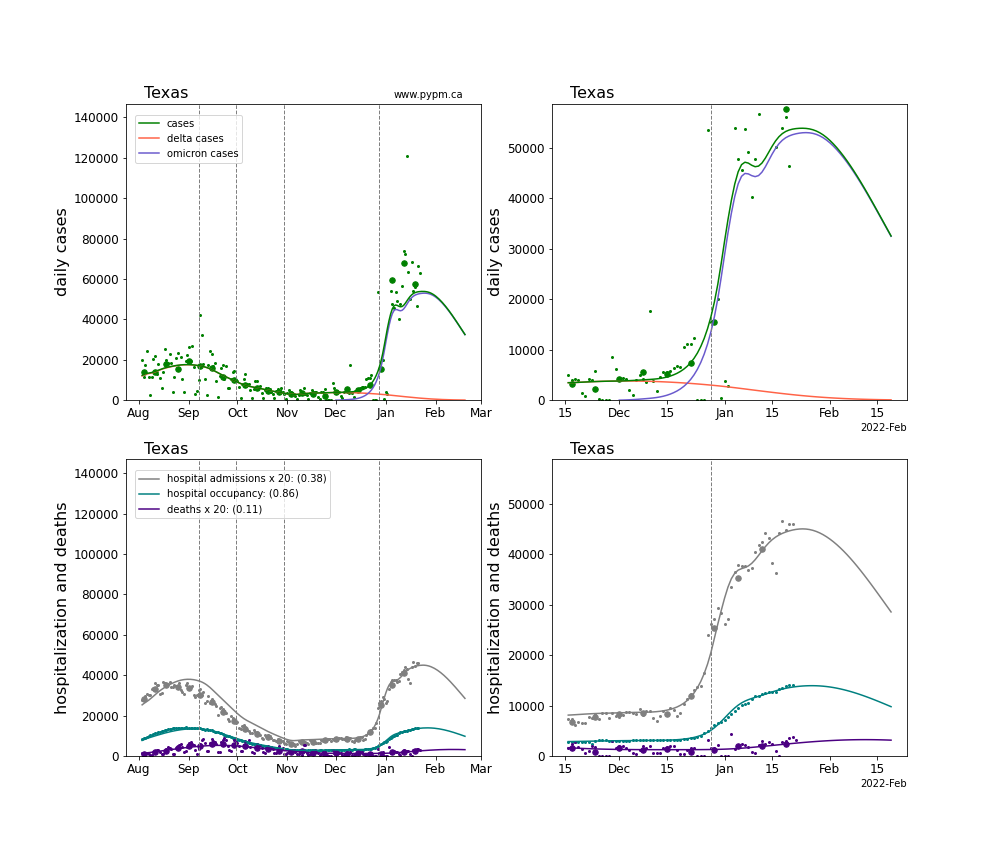 Texas
www.pypm.ca
140000
120000
100000
80000
60000
40000
20000
0
daily cases
cases
delta cases
omicron cases
Aug Sep Oct Nov Dec Jan Feb Mar
Texas
50000
40000
30000
20000
10000
0
daily cases
15 Dec 15 Jan 15 Feb 15
2022-Feb
Texas
140000
120000
100000
80000
60000
40000
20000
0
hospitalization and deaths
hospital admissions x 20: (0.38)
hospital occupancy: (0.86)
deaths x 20: (0.11)
Aug Sep Oct Nov Dec Jan Feb Mar
Texas
50000
40000
30000
20000
10000
0
hospitalization and deaths
15 Dec 15 Jan 15 Feb 15
2022-Feb